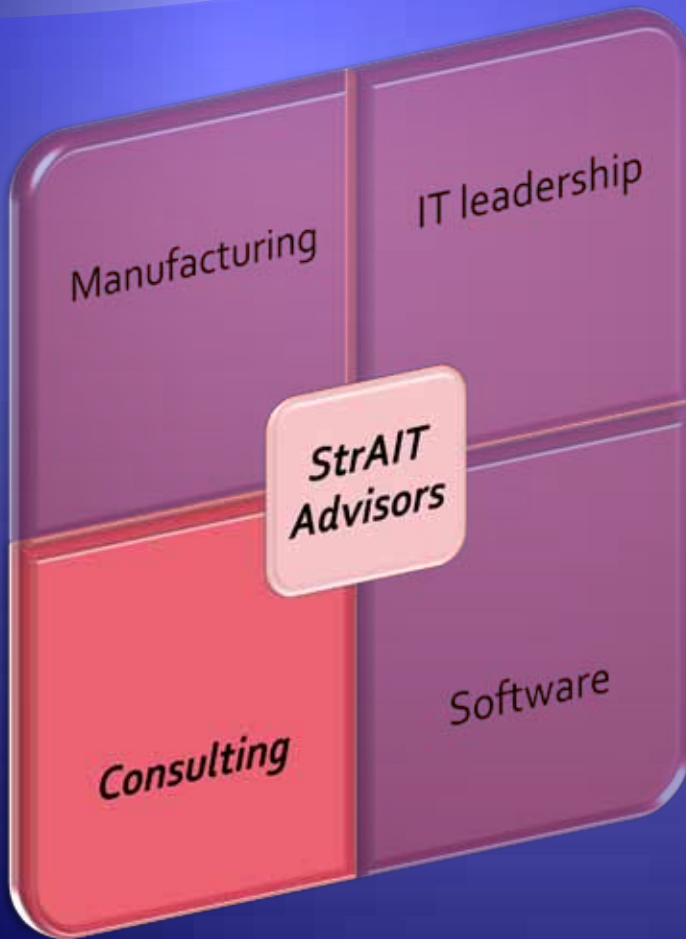 Manufacturing
IT leadership
StrAIT
Advisors
Consulting
Software